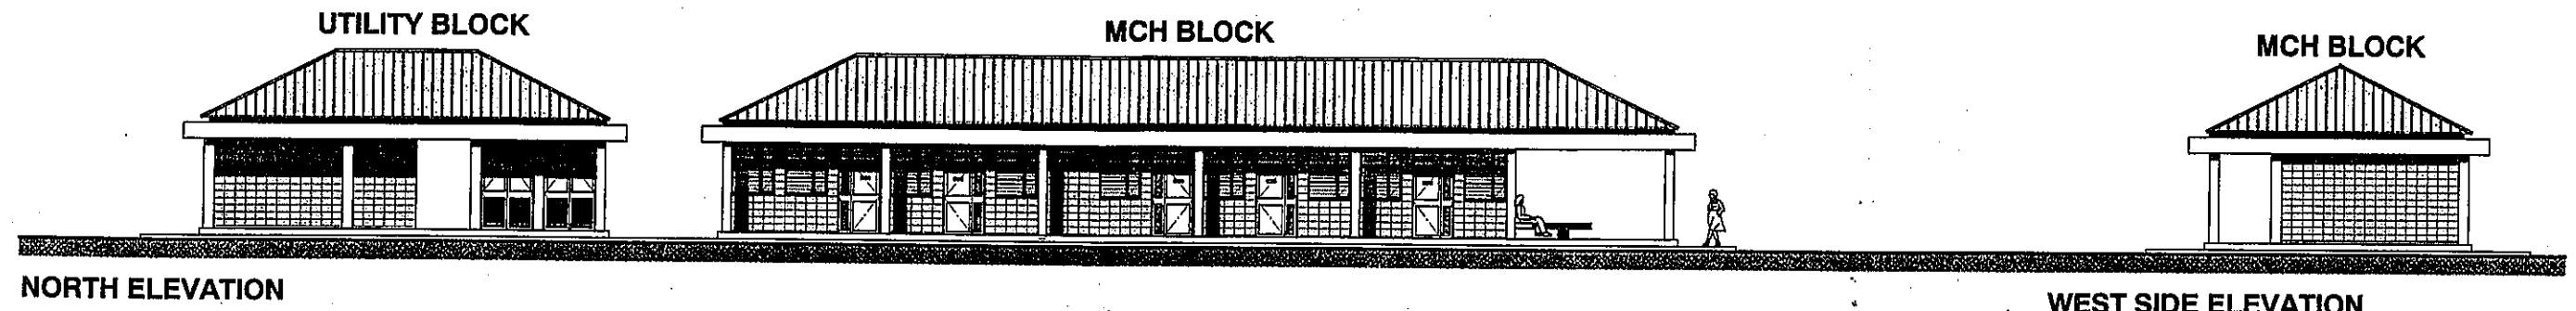 UTILITY BLOCK
MCH BLOCK
MCH BLOCK
NORTH ELEVATION
WEST SIDE ELEVATION